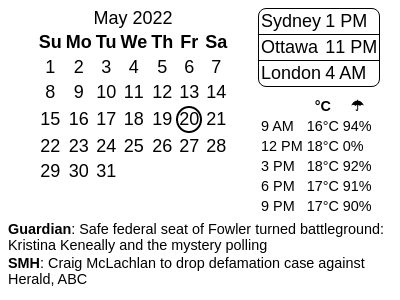 May 2022
Su Mo Tu We Th Fr Sa
1 2 3 4 5 6 7
8 9 10 11 12 13 14
15 16 17 18 19 20 21
22 23 24 25 26 27 28
29 30 31
Sydney 1 PM
Ottawa 11 PM
London 4 AM
°C ☂
9 AM 16°C 94%
12 PM 18°C 0%
3 PM 18°C 92%
6 PM 17°C 91%
9 PM 17°C 90%
Guardian: Safe federal seat of Fowler turned battleground:
Kristina Keneally and the mystery polling
SMH: Craig McLachlan to drop defamation case against
Herald, ABC